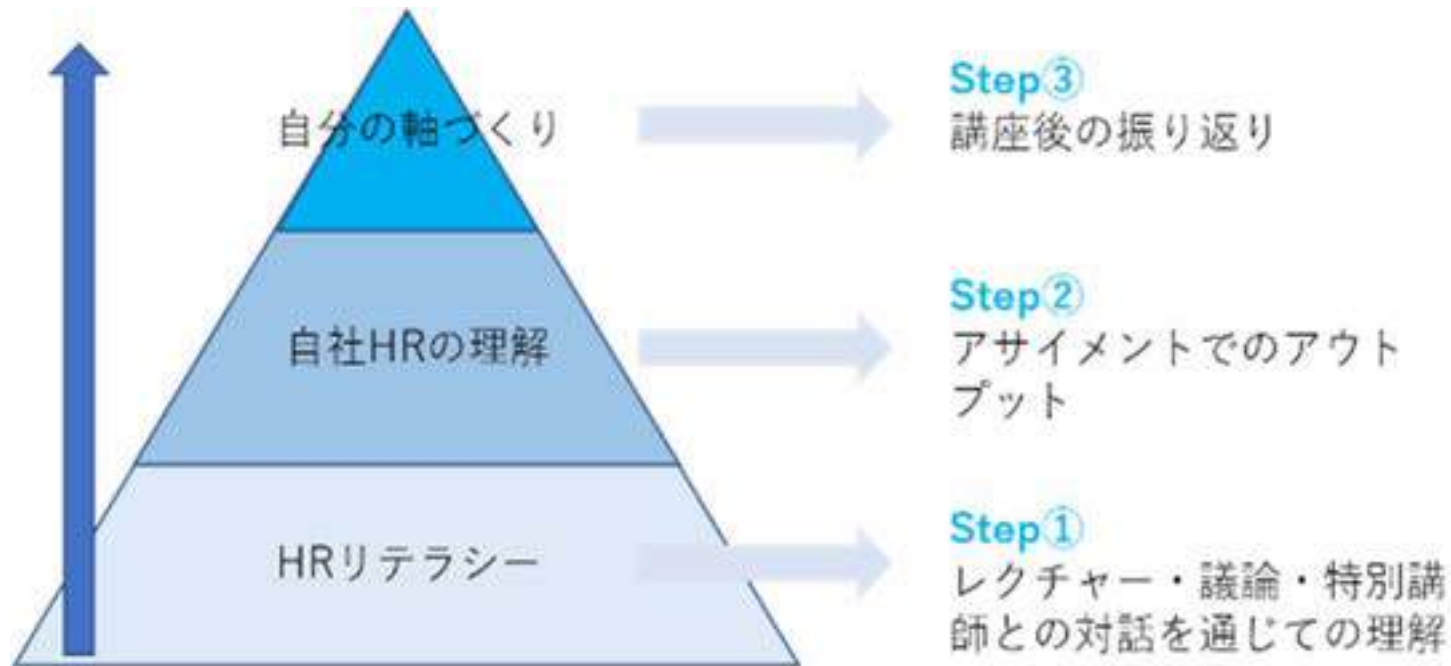 自分の軸づくり
Step③
講座後の振り返り
自社HRの理解
Step②
アサイメントでのアウト
プット
HRリテラシー
Step①
レクチャー・議論・特別講
師との対話を通じての理解